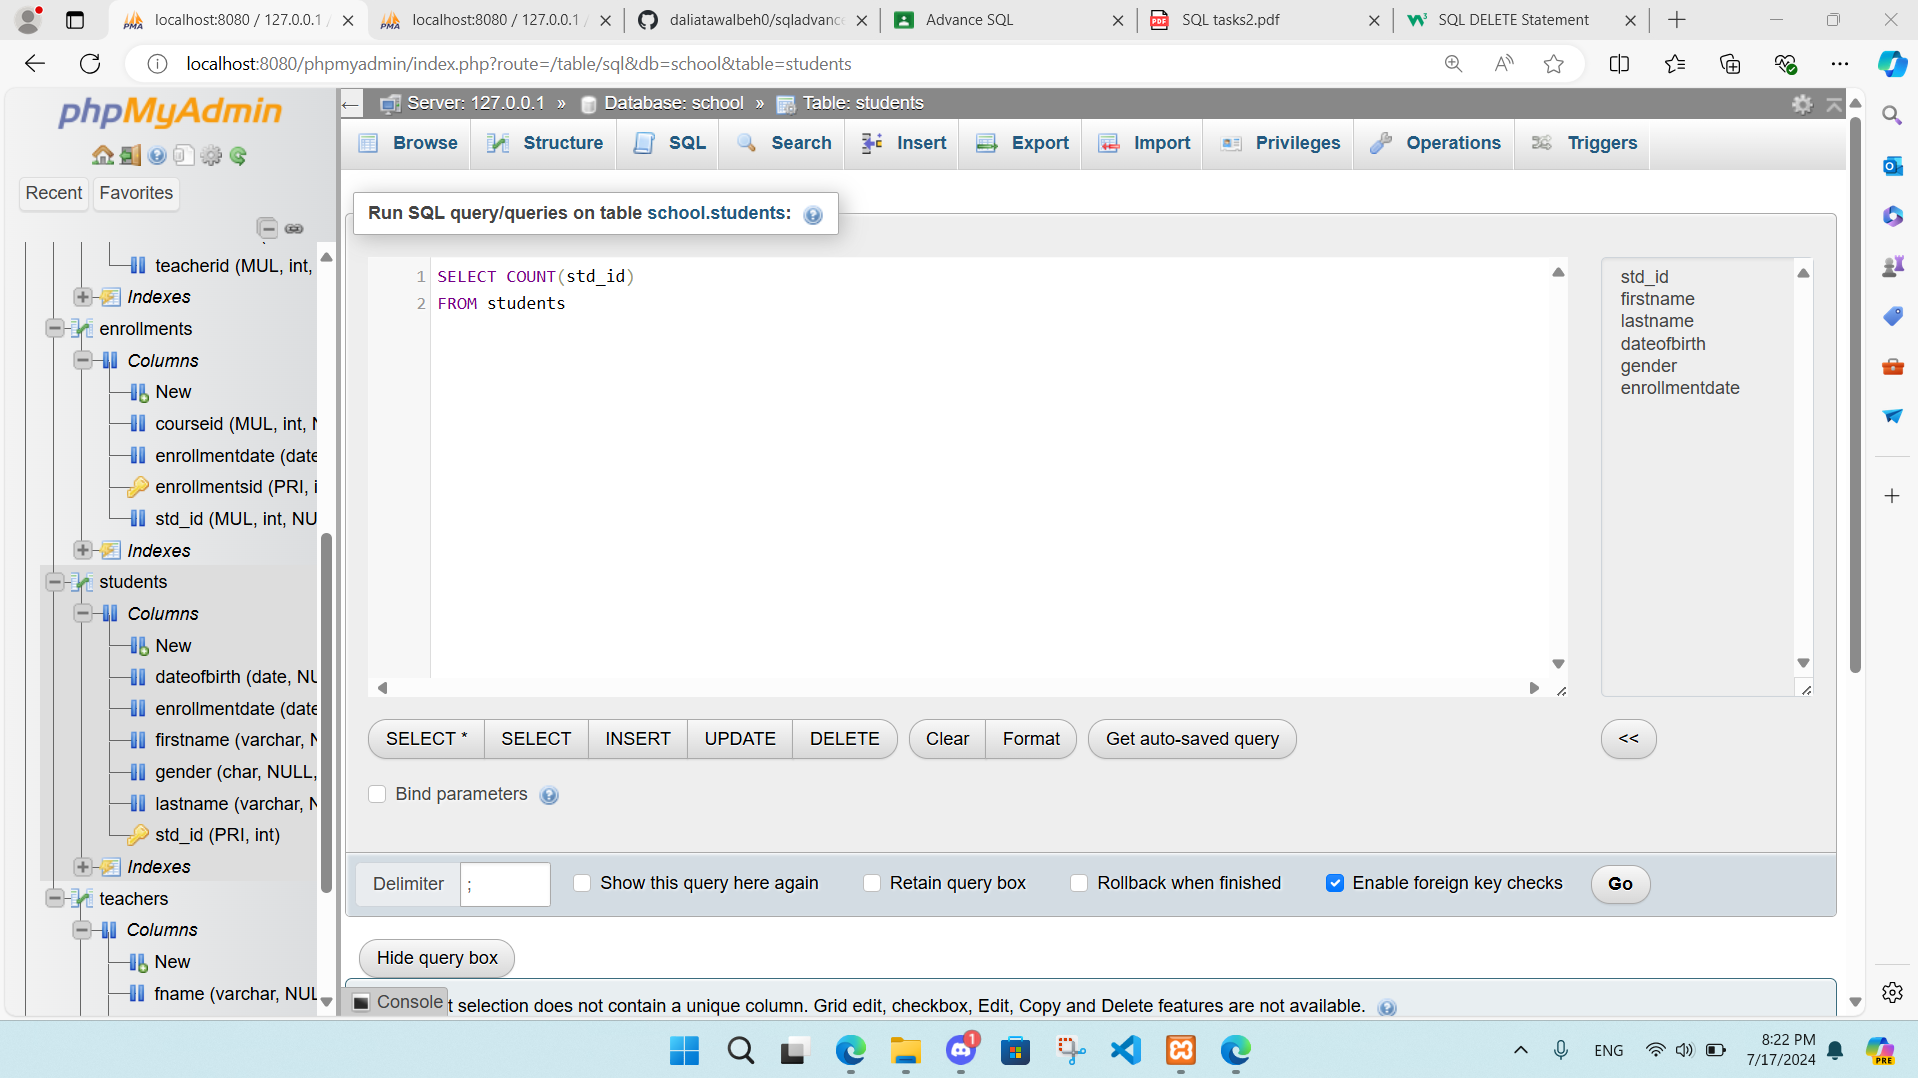 localhost:8080 / 127.0.0.1 /
localhost:8080 / 127.0.0.1 /
daliatawalbeh0/sqladvance
Advance SQL
SQL tasks2.pdf
SQL DELETE Statement
localhost:8080/phpmyadmin/index.php?route=/table/sql&db=school&table=students
phpMyAdmin
Recent
Favorites
teacherid (MUL, int,
Indexes
enrollments
Columns
New
courseid (MUL, int, N
enrollmentdate (date
enrollmentsid (PRI, i
std_id (MUL, int, NU
Indexes
students
Columns
New
dateofbirth (date, NU
enrollmentdate (date
firstname (varchar, N
gender (char, NULL,
lastname (varchar, N
std_id (PRI, int)
Indexes
teachers
Columns
New
fname (varchar, NUL
Server: 127.0.0.1 » Database: school » Table: students
Browse
Structure
SQL
Search
Insert
Export
Import
Privileges
Operations
Triggers
Run SQL query/queries on table school.students:
1 SELECT COUNT(std_id)
2 FROM students
std_id
firstname
lastname
dateofbirth
gender
enrollmentdate
SELECT *
SELECT
INSERT
UPDATE
DELETE
Clear
Format
Get auto-saved query
<<
Bind parameters
Delimiter
;
Show this query here again
Retain query box
Rollback when finished
Enable foreign key checks
Go
Hide query box
Console
t selection does not contain a unique column. Grid edit, checkbox, Edit, Copy and Delete features are not available.
1
ENG
8:22 PM
7/17/2024
PRE